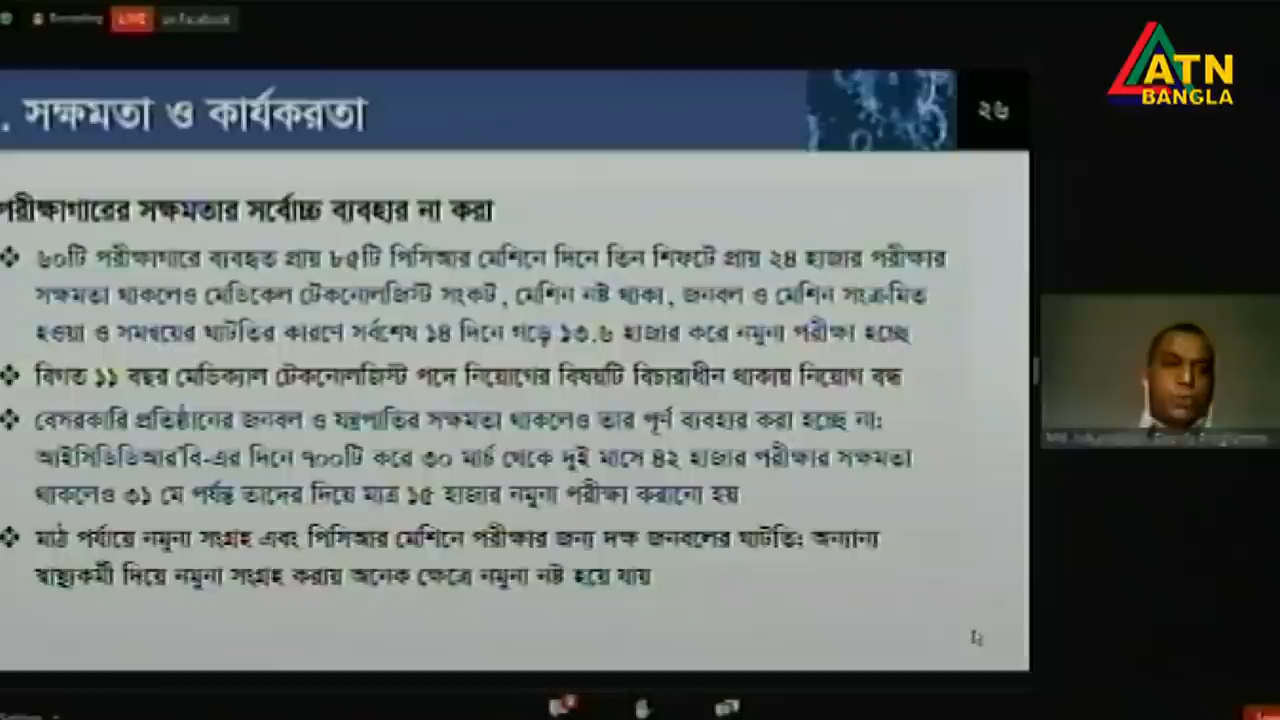 LIVE
on Facebook
ATN
BANGLA
. সক্ষমতা ও কার্যকরতা
২৬
পরীক্ষাগারের সক্ষমতার সর্বোচ্চ ব্যবহার না করা
❖ ৬০টি পরীক্ষাগারে ব্যবহৃত প্রায় ৮৫টি পিসিআর মেশিনে দিনে তিন শিফটে প্রায় ২৪ হাজার পরীক্ষার
সক্ষমতা থাকলেও মেডিকেল টেকনোলজিস্ট সংকট, মেশিন নষ্ট থাকা, জনবল ও মেশিন সংক্রমিত
হওয়া ও সমন্বয়ের ঘাটতির কারণে সর্বশেষ ১৪ দিনে গড়ে ১৩.৬ হাজার করে নমুনা পরীক্ষা হচ্ছে
❖ বিগত ১১ বছর মেডিক্যাল টেকনোলজিস্ট পদে নিয়োগের বিষয়টি বিচারাধীন থাকায় নিয়োগ বন্ধ
❖ বেসরকারি প্রতিষ্ঠানের জনবল ও যন্ত্রপাতির সক্ষমতা থাকলেও তার পূর্ণ ব্যবহার করা হচ্ছে না;
আইসিডিডিআর'বি-এর দিনে ৭০০টি করে ৩০ মার্চ থেকে দুই মাসে ৪২ হাজার পরীক্ষার সক্ষমতা
থাকলেও ৩১ মে পর্যন্ত তাদের দিয়ে মাত্র ১৫ হাজার নমুনা পরীক্ষা করানো হয়
❖ মাঠ পর্যায়ে নমুনা সংগ্রহ এবং পিসিআর মেশিনে পরীক্ষার জন্য দক্ষ জনবলের ঘাটতি; অন্যান্য
স্বাস্থ্যকর্মী দিয়ে নমুনা সংগ্রহ করায় অনেক ক্ষেত্রে নমুনা নষ্ট হয়ে যায়